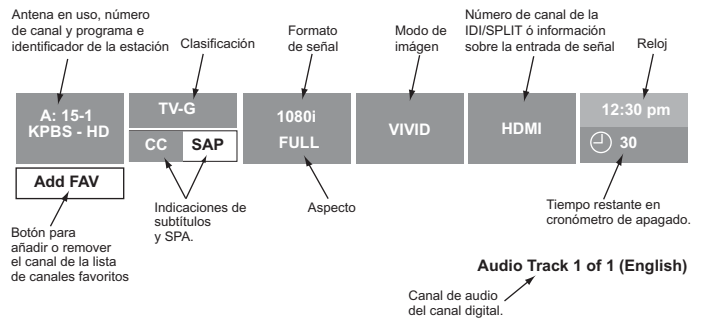 Antena en uso, número
de canal y programa e
identificador de la estación
Clasificación
Formato
de señal
Modo de
imágen
Número de canal de la
IDI/SPLIT ó información
sobre la entrada de señal
Reloj
A: 15-1
KPBS - HD
TV-G
CC
SAP
1080i
FULL
VIVID
HDMI
12:30 pm
30
Add FAV
Botón para
añadir o remover
el canal de la lista
de canales favoritos
Indicaciones de
subtítulos
y SPA.
Aspecto
Tiempo restante en
cronómetro de apagado.
Audio Track 1 of 1 (English)
Canal de audio
del canal digital.